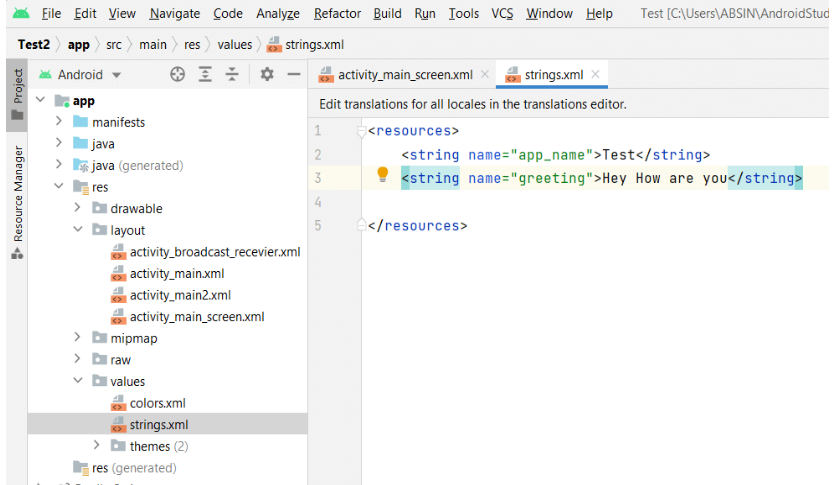 File Edit View Navigate Code Analyze Refactor Build Run Tools VCS Window Help Test [C:\Users\ABSIN\AndroidStud
Test2 app src main res values strings.xml
Project
Resource Manager
Android
app
manifests
java
java (generated)
res
drawable
layout
activity_broadcast_recevier.xml
activity_main.xml
activity_main2.xml
activity_main_screen.xml
mipmap
raw
values
colors.xml
strings.xml
themes (2)
res (generated)
activity_main_screen.xml strings.xml
Edit translations for all locales in the translations editor.
1 <resources>
2 <string name="app_name">Test</string>
3 <string name="greeting">Hey How are you</string>
4
5 </resources>